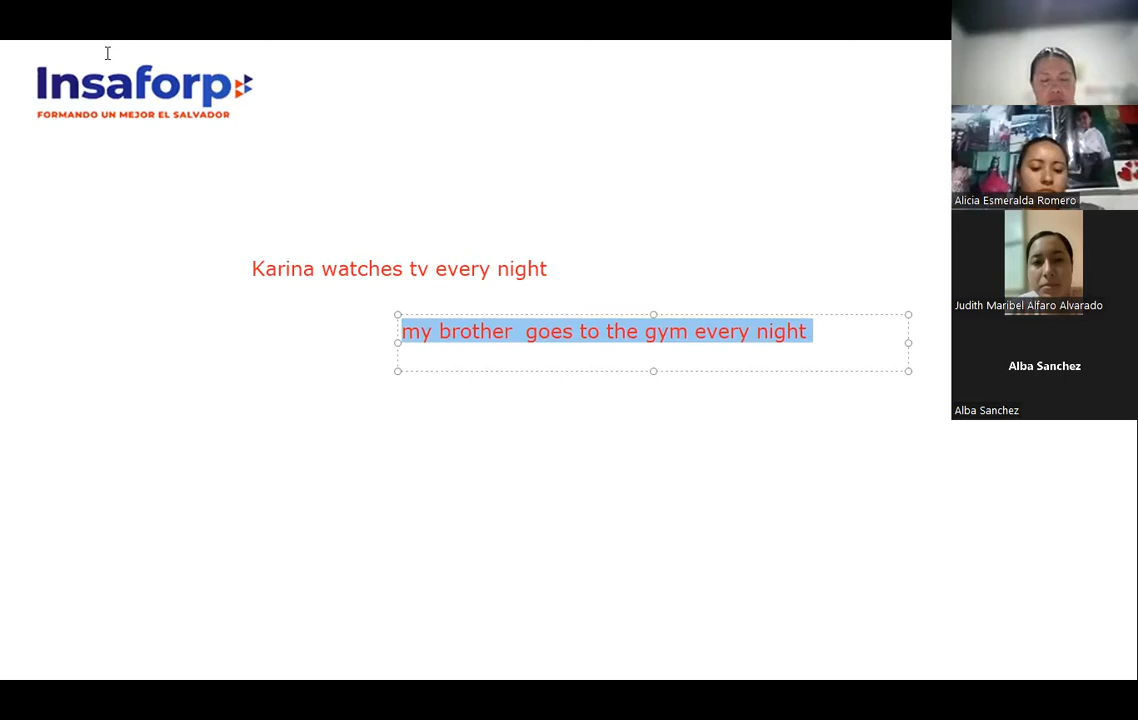 Insaforp
FORMANDO UN MEJOR EL SALVADOR
Karina watches tv every night
my brother  goes to the gym every night
Alicia Esmeralda Romero
Judith Maribel Alfaro Alvarado
Alba Sanchez
Alba Sanchez